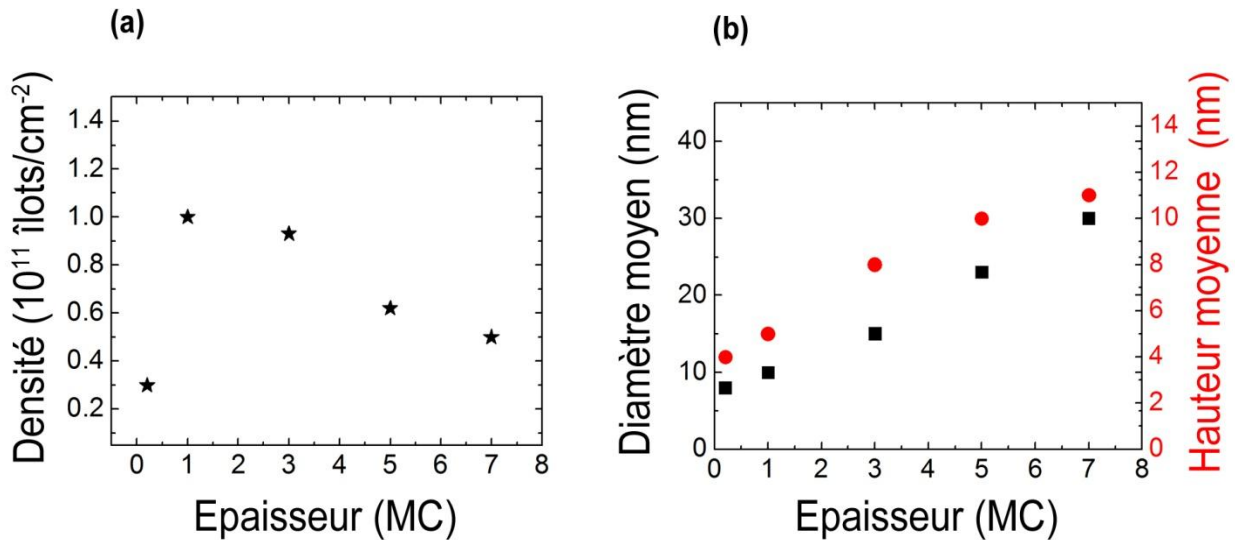 (a)
Densité (10¹¹ îlots/cm⁻²)
1.4
1.2
1.0
0.8
0.6
0.4
0.2
0 1 2 3 4 5 6 7 8
Epaisseur (MC)
(b)
Diamètre moyen (nm)
40
30
20
10
0
0 1 2 3 4 5 6 7 8
Epaisseur (MC)
14
12
10
8
6
4
2
0
Hauteur moyenne (nm)